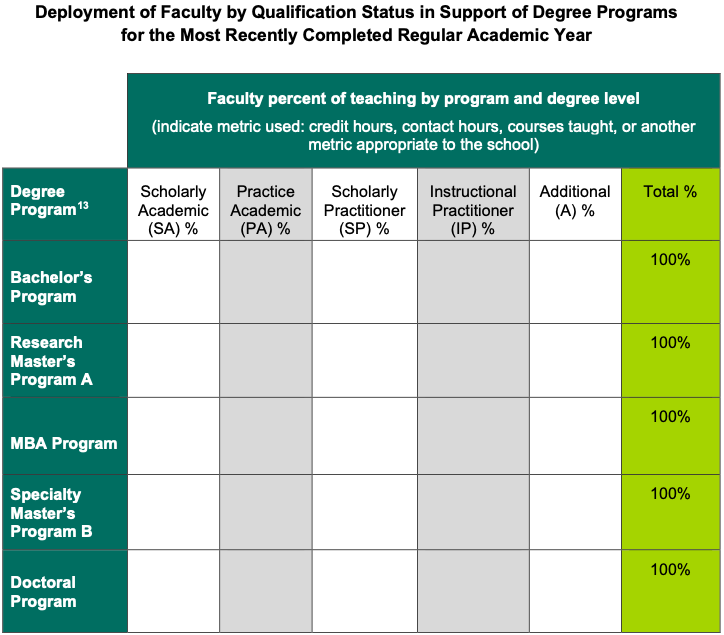 Deployment of Faculty by Qualification Status in Support of Degree Programs
for the Most Recently Completed Regular Academic Year
Faculty percent of teaching by program and degree level
(indicate metric used: credit hours, contact hours, courses taught, or another
metric appropriate to the school)
Degree
Program¹³
Scholarly
Academic
(SA) %
Practice
Academic
(PA) %
Scholarly
Practitioner
(SP) %
Instructional
Practitioner
(IP) %
Additional
(A) %
Total %
Bachelor’s
Program
100%
Research
Master’s
Program A
100%
MBA Program
100%
Specialty
Master’s
Program B
100%
Doctoral
Program
100%